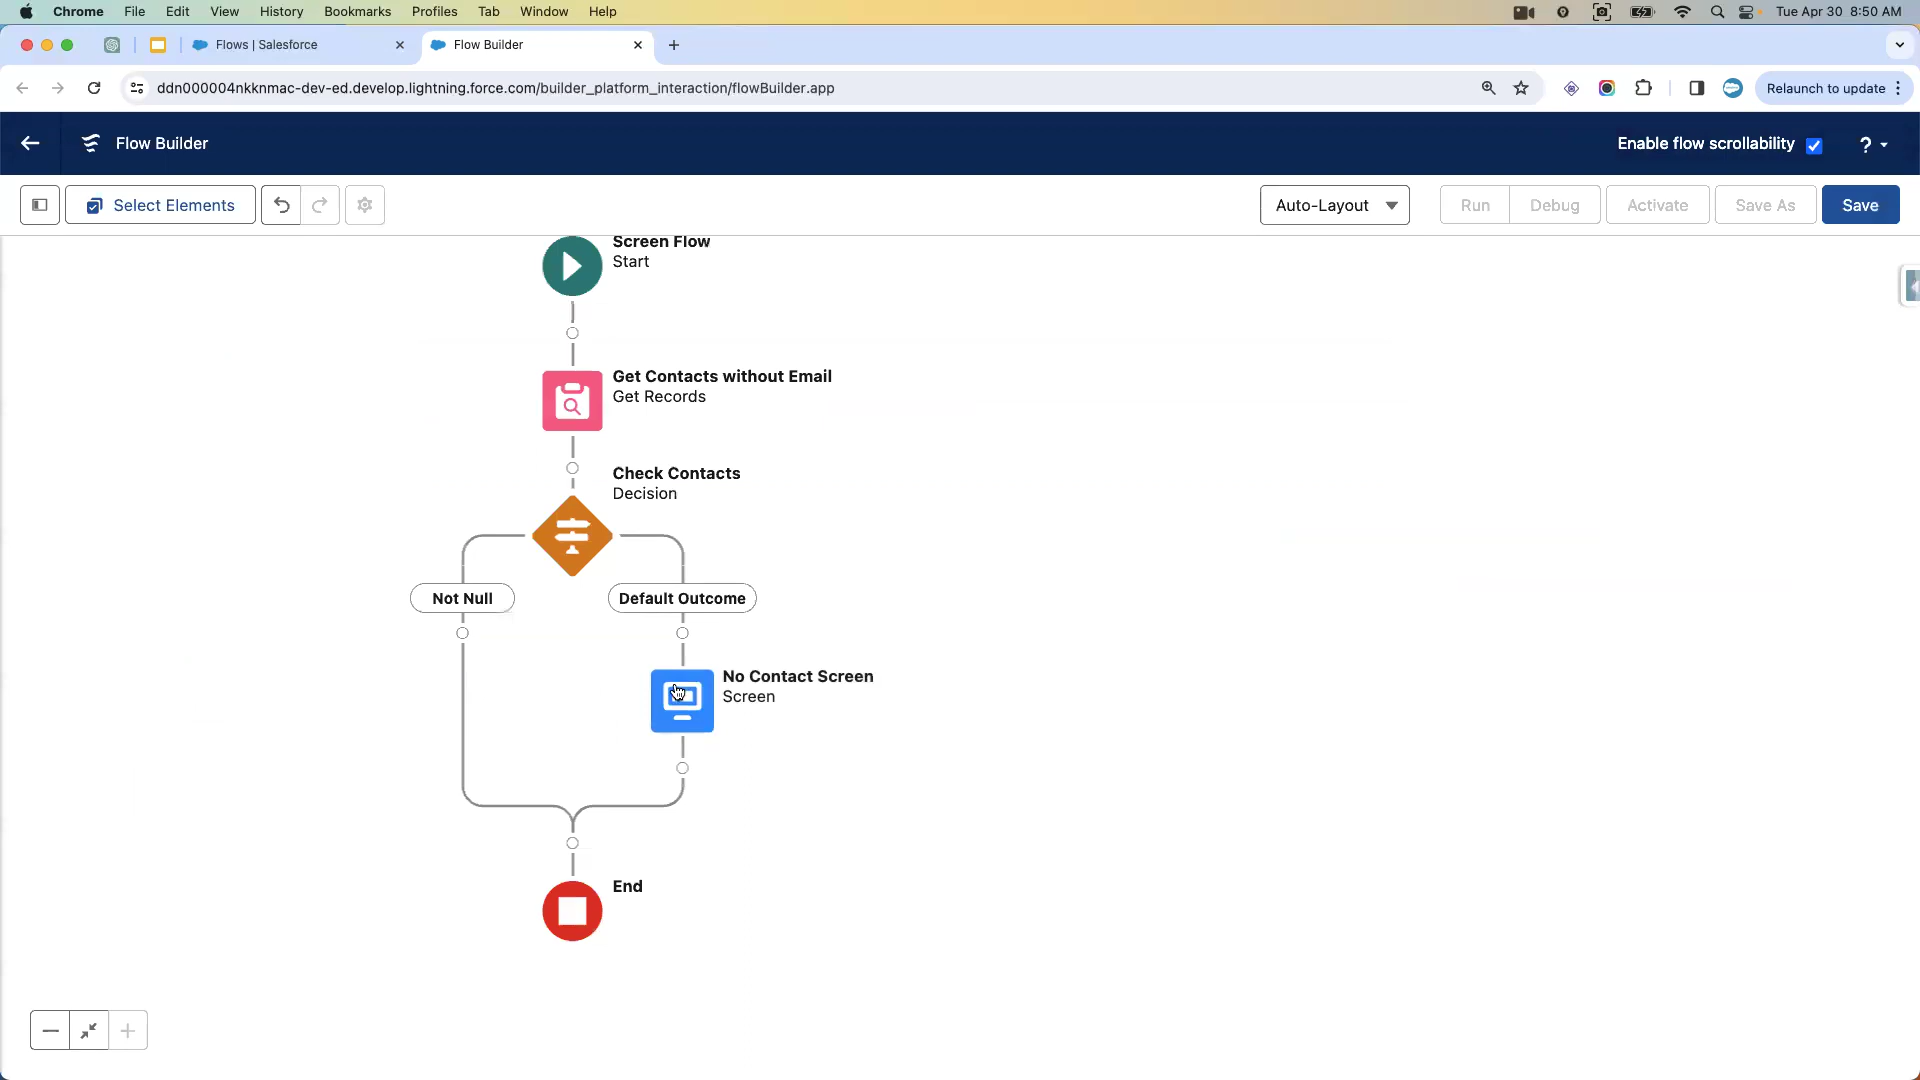 Chrome File Edit View History Bookmarks Profiles Tab Window Help Tue Apr 30 8:50 AM
Flows | Salesforce Flow Builder
ddn000004nkknmac-dev-ed.develop.lightning.force.com/builder_platform_interaction/flowBuilder.app Relaunch to update
Flow Builder Enable flow scrollability ?
Select Elements Auto-Layout Run Debug Activate Save As Save
Screen Flow
Start
Get Contacts without Email
Get Records
Check Contacts
Decision
Not Null Default Outcome
No Contact Screen
Screen
End